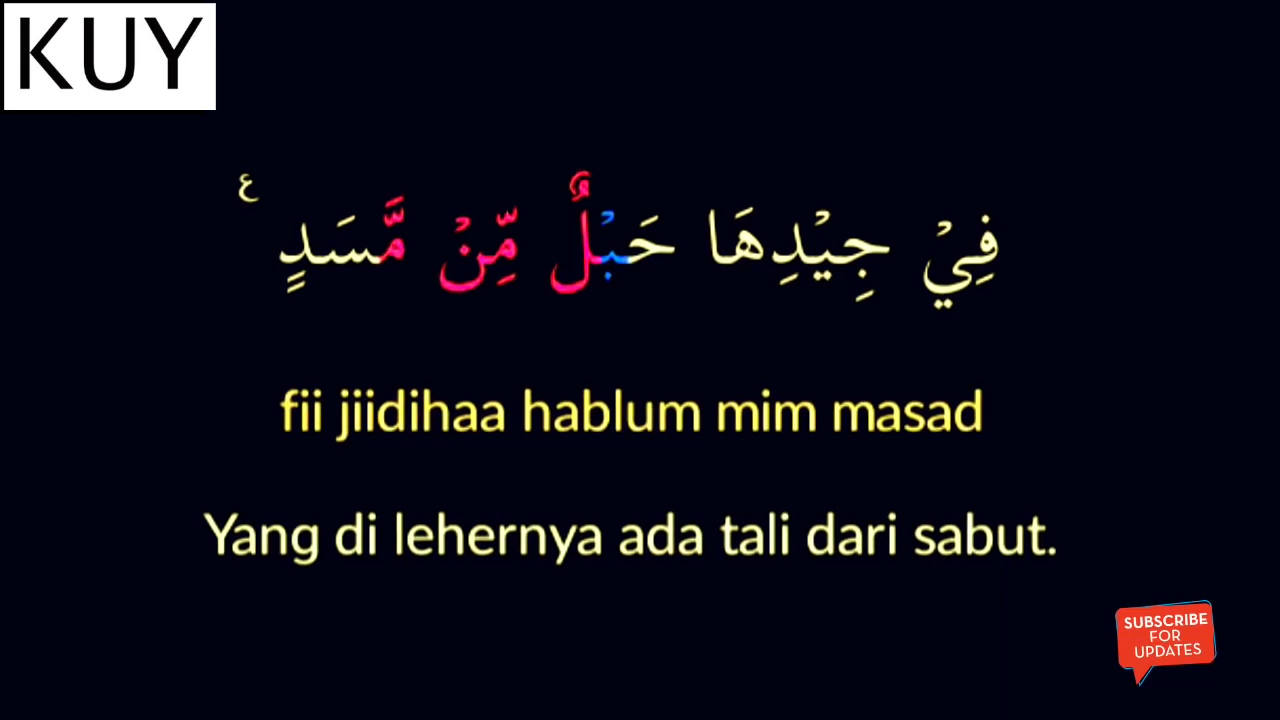 KUY
فِيْ جِيْدِهَا حَبْلٌ مِّنْ مَّسَدٍ ࣖ
fii jiidihaa hablum mim masad
Yang di lehernya ada tali dari sabut.
SUBSCRIBE
FOR
UPDATES